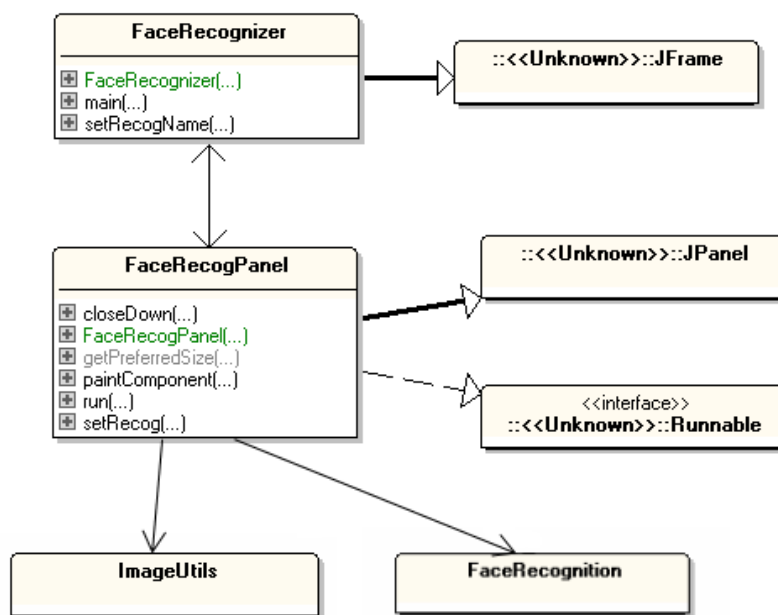 FaceRecognizer
FaceRecognizer(...)
main(...)
setRecogName(...)
::<<Unknown>>::JFrame
FaceRecogPanel
closeDown(...)
FaceRecogPanel(...)
getPreferredSize(...)
paintComponent(...)
run(...)
setRecog(...)
::<<Unknown>>::JPanel
<<interface>>
::<<Unknown>>::Runnable
ImageUtils
FaceRecognition